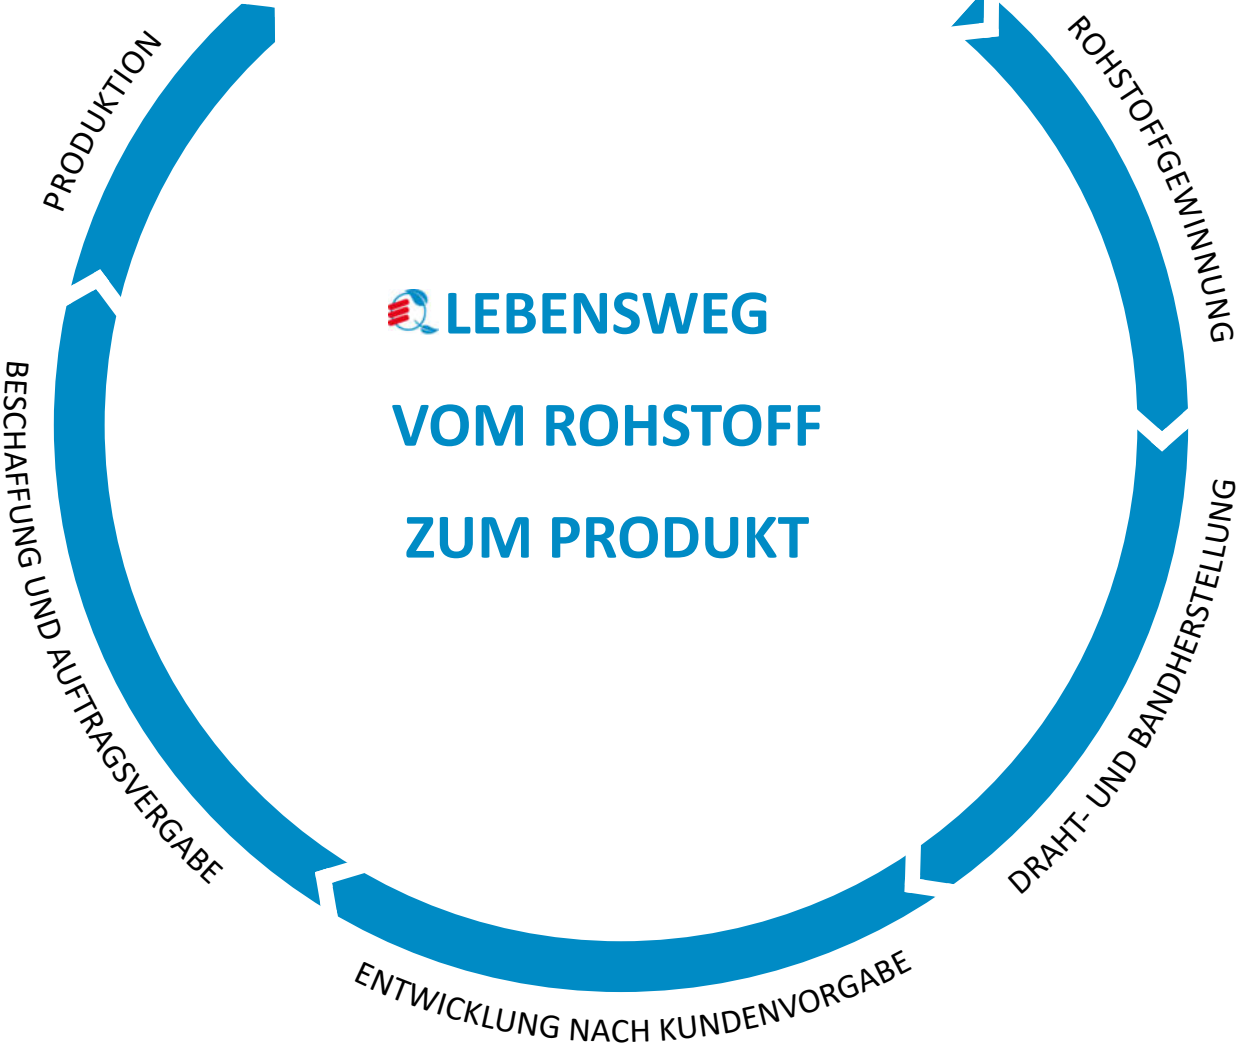 LEBENSWEG
VOM ROHSTOFF
ZUM PRODUKT
ROHSTOFFGEWINNUNG
DRAHT- UND BANDHERSTELLUNG
ENTWICKLUNG NACH KUNDENVORGABE
BESCHAFFUNG UND AUFTRAGSVERGABE
PRODUKTION